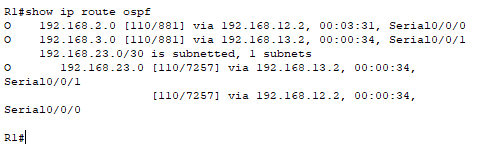 R1#show ip route ospf
O    192.168.2.0 [110/881] via 192.168.12.2, 00:03:31, Serial0/0/0
O    192.168.3.0 [110/881] via 192.168.13.2, 00:00:34, Serial0/0/1
     192.168.23.0/30 is subnetted, 1 subnets
O       192.168.23.0 [110/7257] via 192.168.13.2, 00:00:34,
Serial0/0/1
                     [110/7257] via 192.168.12.2, 00:00:34,
Serial0/0/0
R1#